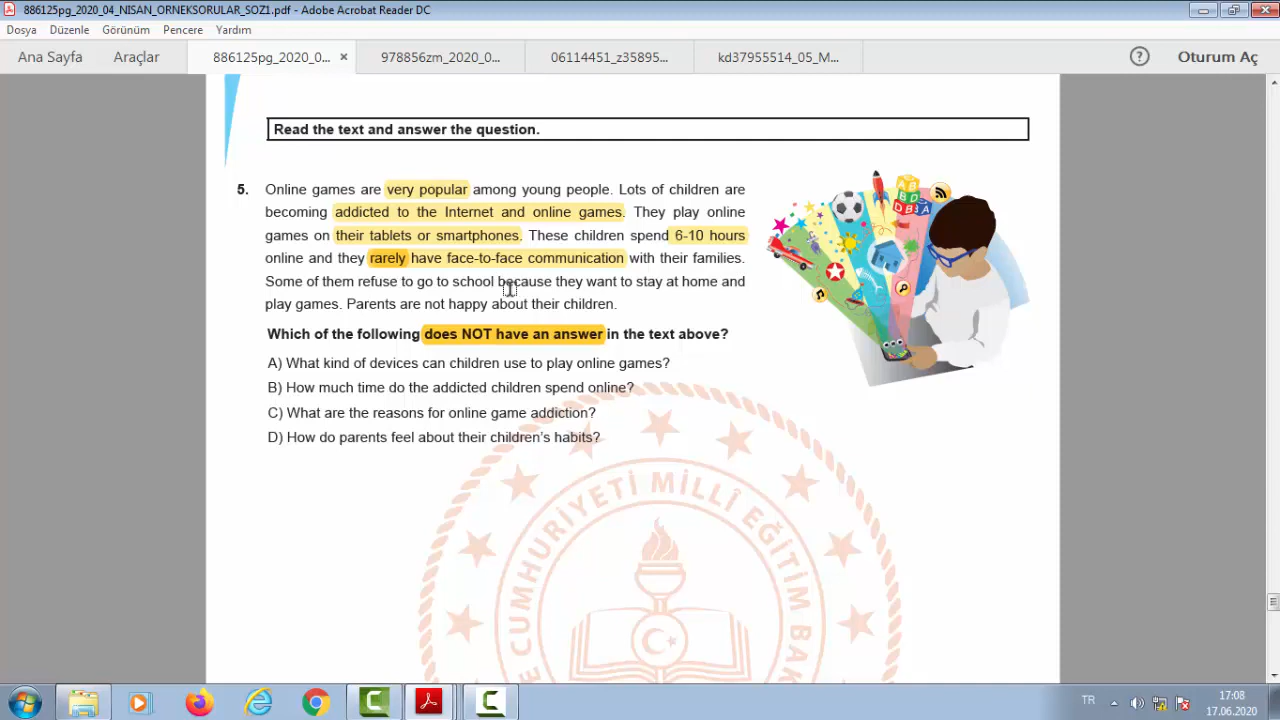 886125pg_2020_04_NISAN_ORNEKSORULAR_SOZ1.pdf - Adobe Acrobat Reader DC
Dosya Düzenle Görünüm Pencere Yardım
Ana Sayfa Araçlar 886125pg_2020_0... × 978856zm_2020_0... 06114451_z35895... kd37955514_05_M... ? Oturum Aç
Read the text and answer the question.
5. Online games are very popular among young people. Lots of children are
becoming addicted to the Internet and online games. They play online
games on their tablets or smartphones. These children spend 6-10 hours
online and they rarely have face-to-face communication with their families.
Some of them refuse to go to school because they want to stay at home and
play games. Parents are not happy about their children.
Which of the following does NOT have an answer in the text above?
A) What kind of devices can children use to play online games?
B) How much time do the addicted children spend online?
C) What are the reasons for online game addiction?
D) How do parents feel about their children's habits?
E CUMHURİYETİ MİLLÎ EĞİTİM BAK
TR 17:08
17.06.2020